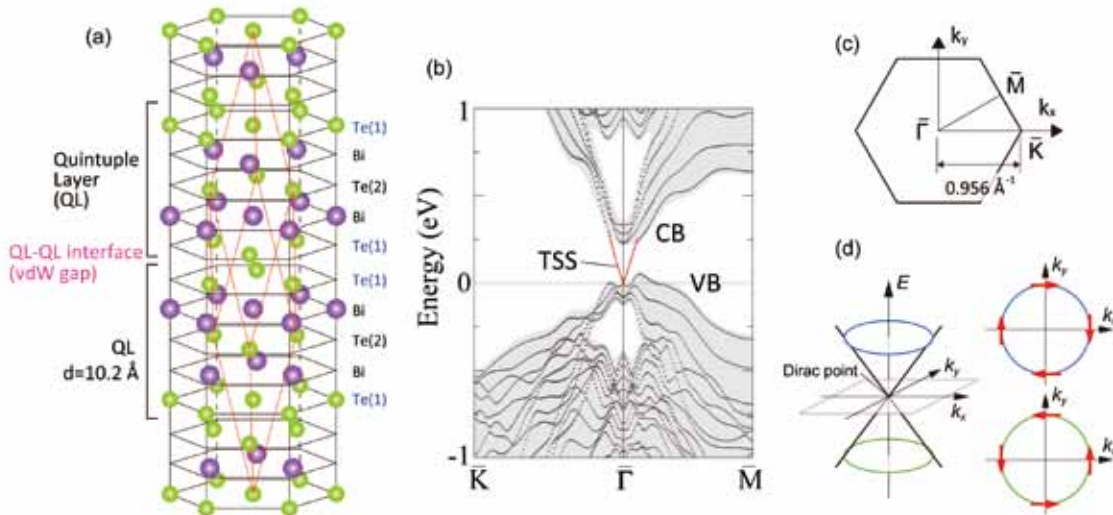 (a)
Quintuple
Layer
(QL)
QL-QL interface
(vdW gap)
QL
d=10.2 Å
Te(1)
Bi
Te(2)
Bi
Te(1)
Te(1)
Bi
Te(2)
Bi
Te(1)
(b)
Energy (eV)
1
0
-1
TSS
CB
VB
K̄
Γ̄
M̄
(c)
ky
M̄
kx
Γ̄
K̄
0.956 Å⁻¹
(d)
E
Dirac point
ky
kx
ky
ky